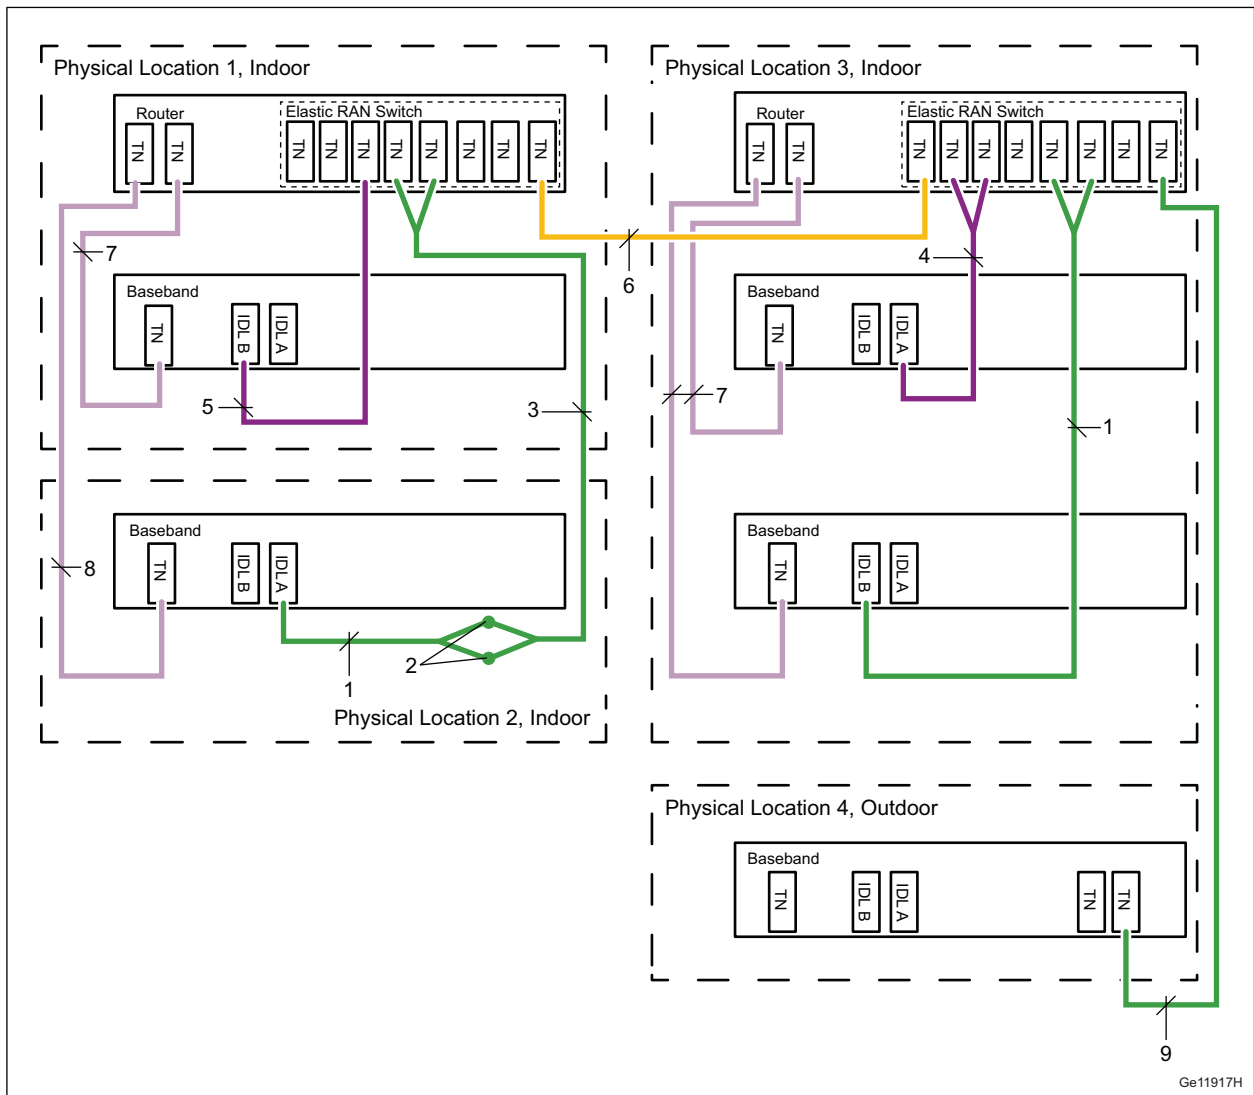 Physical Location 1, Indoor
Router
TN
TN
Elastic RAN Switch
TN
TN
TN
TN
TN
TN
TN
TN
7
Baseband
TN
IDL B
IDL A
5
3
6
8
Baseband
TN
IDL B
IDL A
1
2
Physical Location 2, Indoor
Physical Location 3, Indoor
Router
TN
TN
Elastic RAN Switch
TN
TN
TN
TN
TN
TN
TN
TN
4
Baseband
TN
IDL B
IDL A
7
1
Baseband
TN
IDL B
IDL A
Physical Location 4, Outdoor
Baseband
TN
IDL B
IDL A
TN
TN
9
Ge11917H